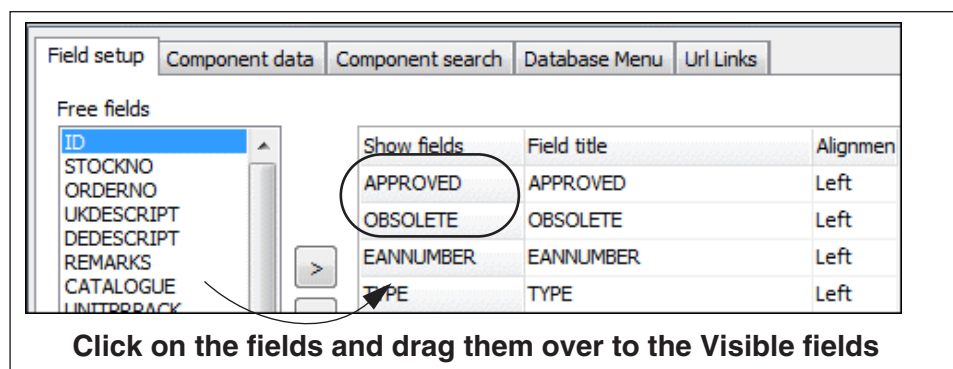 Field setup Component data Component search Database Menu Url Links
Free fields
ID
STOCKNO
ORDERNO
UKDESCRIPT
DEDESCRIPT
REMARKS
CATALOGUE
UNITPRPACK
>
Show fields Field title Alignmen
APPROVED APPROVED Left
OBSOLETE OBSOLETE Left
EANNUMBER EANNUMBER Left
TYPE TYPE Left
Click on the fields and drag them over to the Visible fields